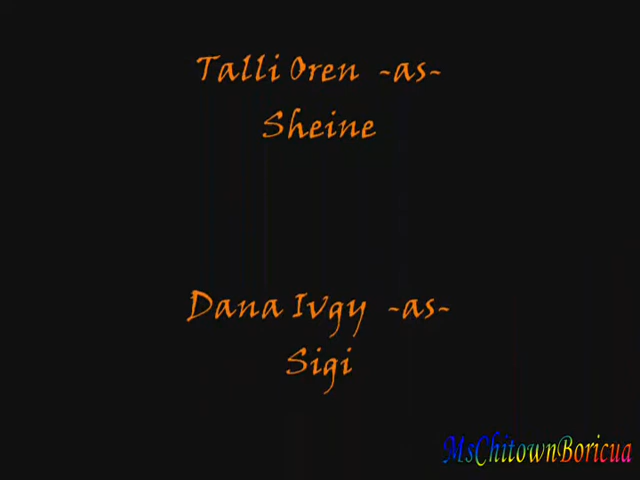 Talli Oren -as-
Sheine
Dana Ivgy -as-
Sigi
MsChitownBoricua